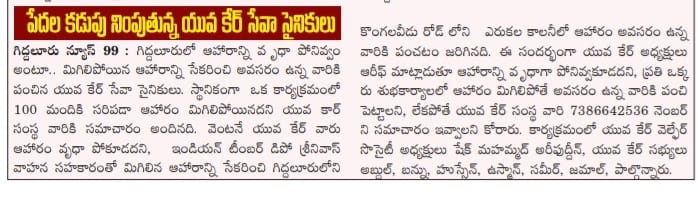 పేదల కడుపు నింపుతున్న యువ కేర్ సేవా సైనికులు
గిద్దలూరు న్యూస్ 99 : గిద్దలూరులో ఆహారాన్ని వృధా పోనివ్వం
అంటూ.. మిగిలిపోయిన ఆహారాన్ని సేకరించి అవసరం ఉన్న వారికి
పంచిన యువ కేర్ సేవా సైనికులు. స్థానికంగా ఒక కార్యక్రమంలో
100 మందికి సరిపడా ఆహారం మిగిలిపోయినదని యువ కార్
సంస్థ వారికి సమాచారం అందినది. వెంటనే యువ కేర్ వారు
ఆహారం వృధా పోకూడదని, ఇండియన్ టింబర్ డిపో శ్రీనివాస్
వాహన సహకారంతో మిగిలిన ఆహారాన్ని సేకరించి గిద్దలూరులోని
కొంగలవీడు రోడ్ లోని ఎరుకల కాలనీలో ఆహారం అవసరం ఉన్న
వారికి పంచటం జరిగినది. ఈ సందర్భంగా యువ కేర్ అధ్యక్షులు
ఆరీఫ్ మాట్లాడుతూ ఆహారాన్ని వృధాగా పోనివ్వకూడదని, ప్రతి ఒక్క
రు శుభకార్యాలలో ఆహారం మిగిలితే అవసరం ఉన్న వారికి పంచి
పెట్టాలని, లేకపోతే యువ కేర్ సంస్థ వారి 7386642536 నెంబర్
ని సమాచారం ఇవ్వాలని కోరారు. కార్యక్రమంలో యువ కేర్ వెల్ఫేర్
సొసైటీ అధ్యక్షులు షేక్ మహమ్మద్ అరీఫుద్దీన్, యువ కేర్ సభ్యులు
అబ్దుల్, బన్ను, హుస్సేన్, ఉస్మాన్, సమీర్, జమాల్, పాల్గొన్నారు.